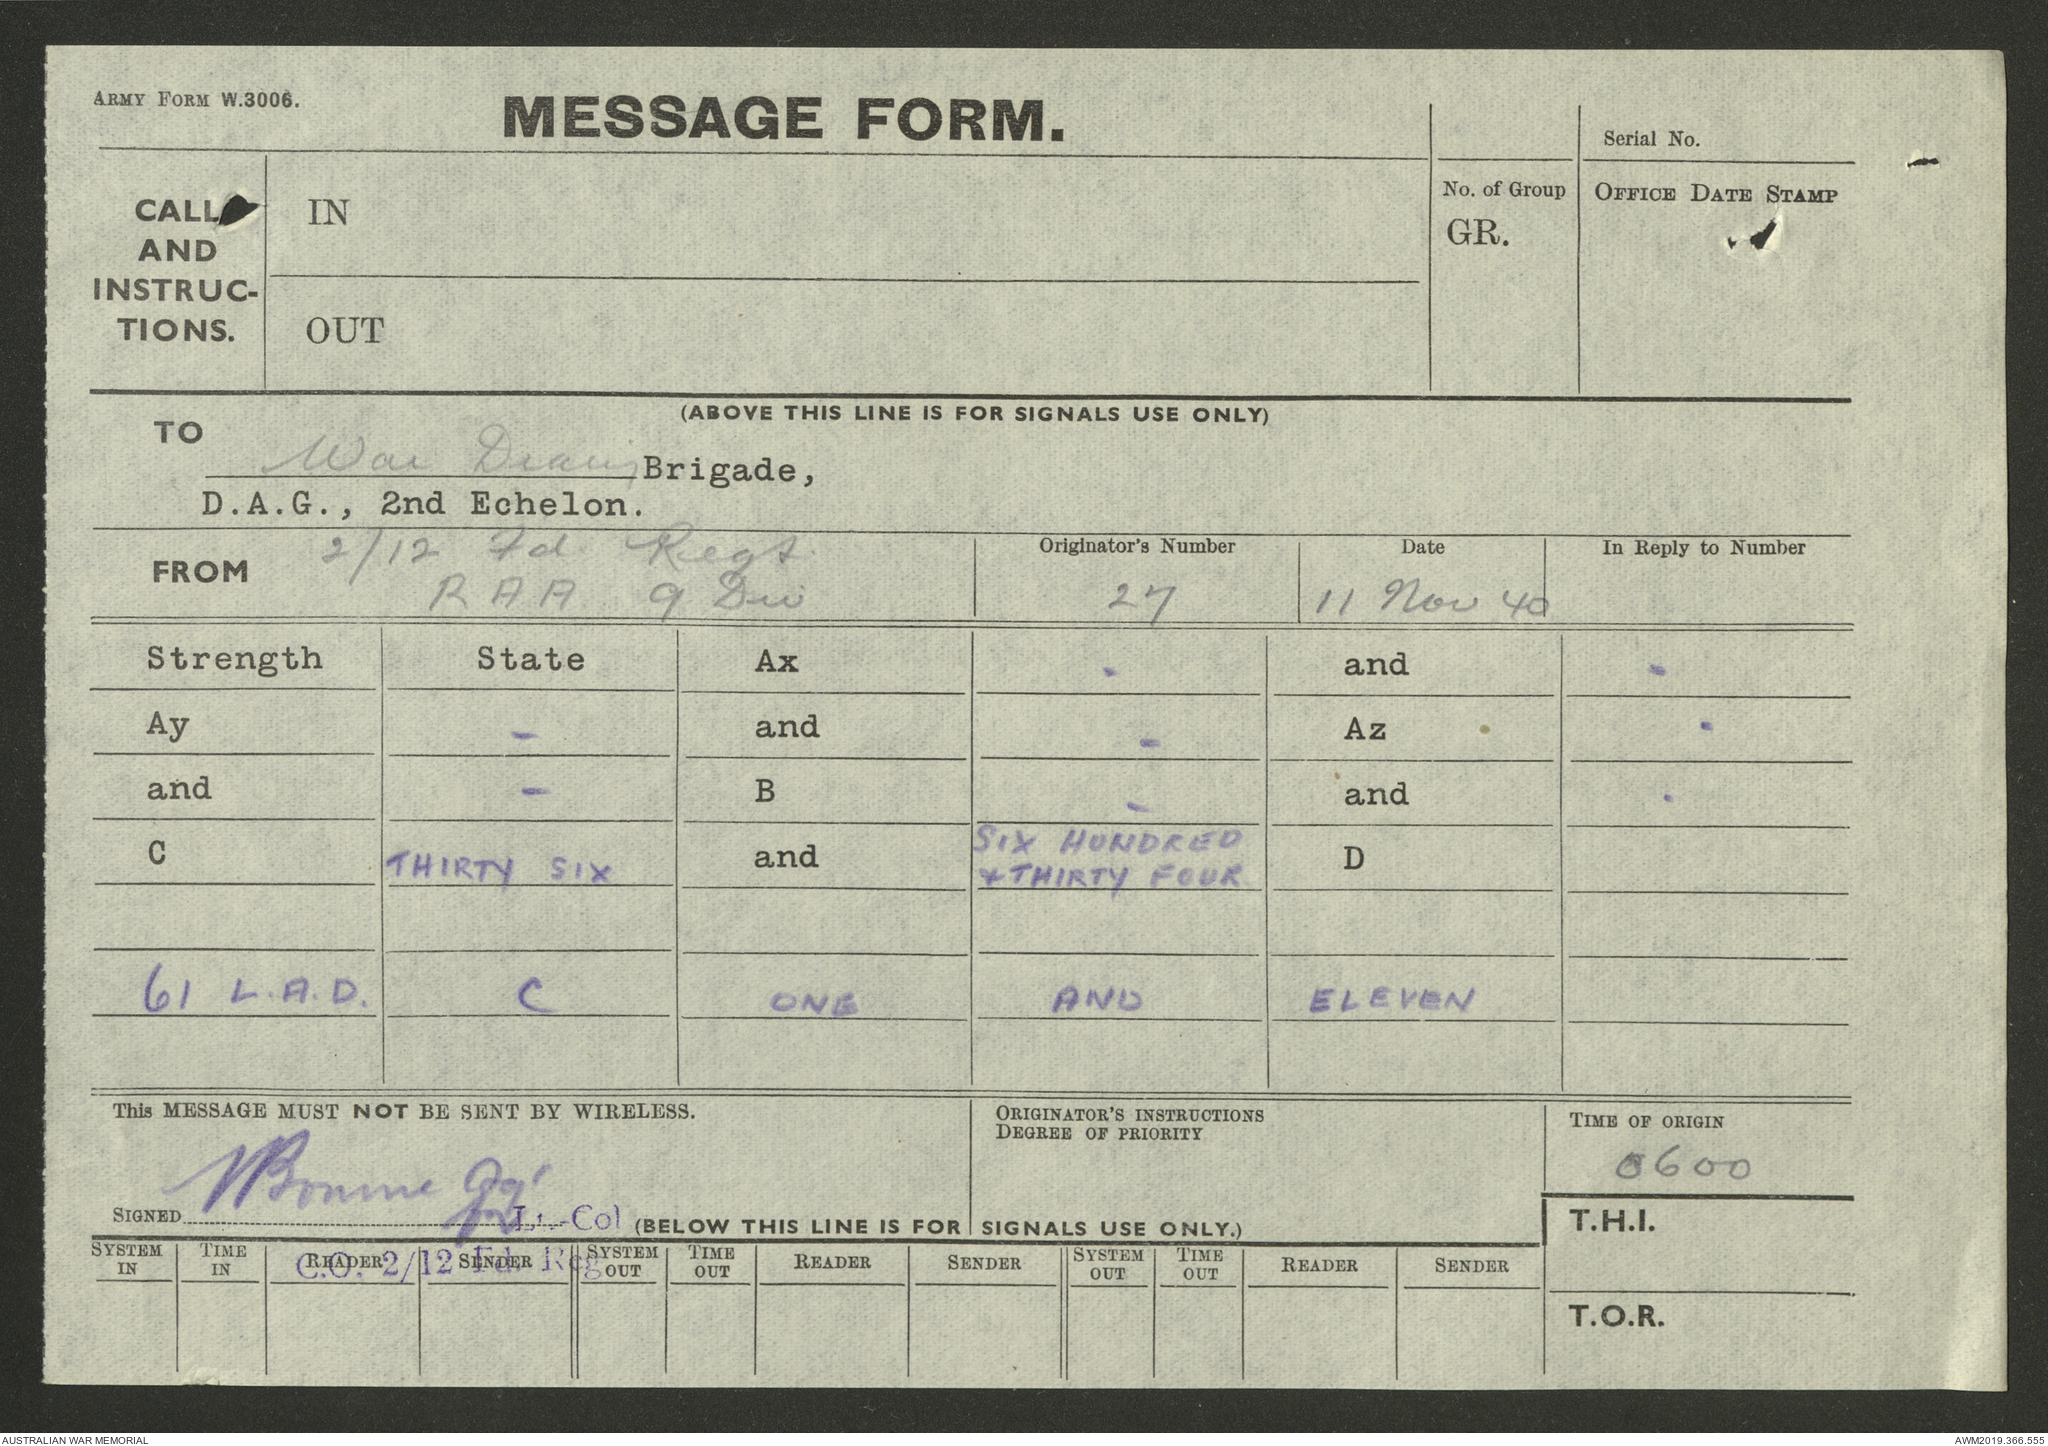 ARMY FORM W.3006.
MESSAGE FORM.
Serial No.
CALL
AND
INSTRUC-
TIONS.
IN
OUT
No. of Group
GR.
OFFICE DATE STAMP
(ABOVE THIS LINE IS FOR SIGNALS USE ONLY)
TO
War Diary Brigade,
D.A.G., 2nd Echelon.
FROM
2/12 Fd. Regt.
RAA 9 Div
Originator's Number
27
Date
11 Nov 40
In Reply to Number
Strength State Ax - and -
Ay - and - Az -
and - B - and -
C THIRTY SIX and SIX HUNDRED
+ THIRTY FOUR D
61 L.A.D. C ONE AND ELEVEN
This MESSAGE MUST NOT BE SENT BY WIRELESS.
ORIGINATOR'S INSTRUCTIONS
DEGREE OF PRIORITY
TIME OF ORIGIN
0600
SIGNED
Lt.-Col
C.O. 2/12 Fd. Reg
(BELOW THIS LINE IS FOR SIGNALS USE ONLY.)
T.H.I.
SYSTEM IN TIME IN READER SENDER SYSTEM OUT TIME OUT READER SENDER SYSTEM OUT TIME OUT READER SENDER
T.O.R.
AUSTRALIAN WAR MEMORIAL
AWM2019.366.555